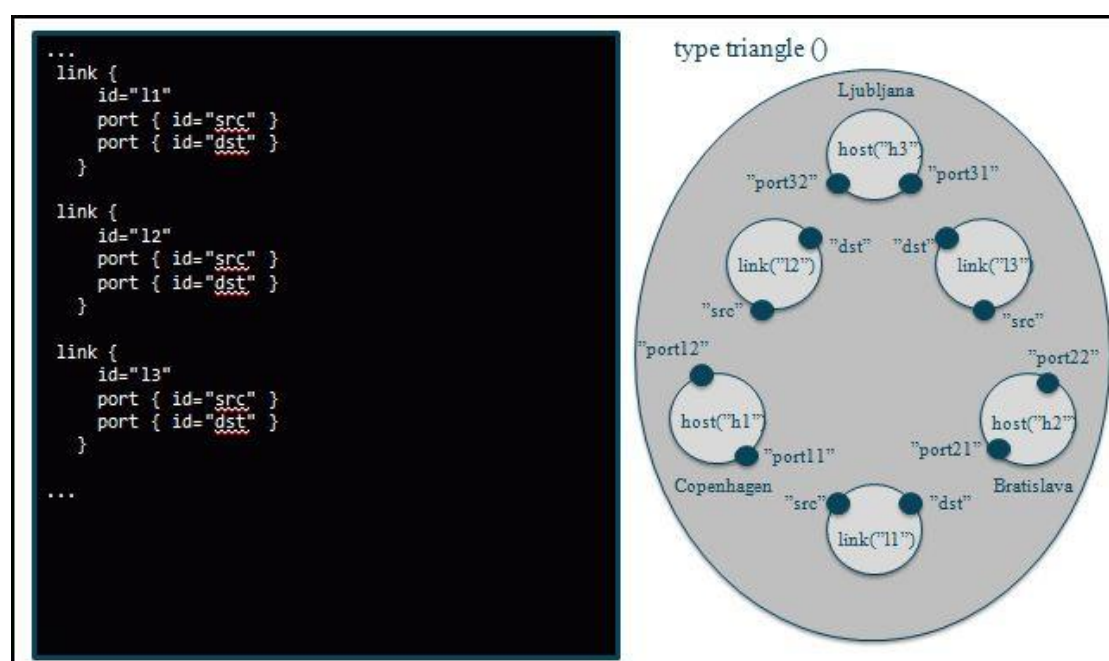 ...
link {
id="l1"
port { id="src" }
port { id="dst" }
}
link {
id="l2"
port { id="src" }
port { id="dst" }
}
link {
id="l3"
port { id="src" }
port { id="dst" }
}
...
type triangle ()
Ljubljana
host("h3")
"port32"
"port31"
link("l2")
"dst"
"src"
"dst"
link("l3")
"src"
"port12"
host("h1")
"port11"
Copenhagen
"port22"
host("h2")
"port21"
Bratislava
"src"
"dst"
link("l1")